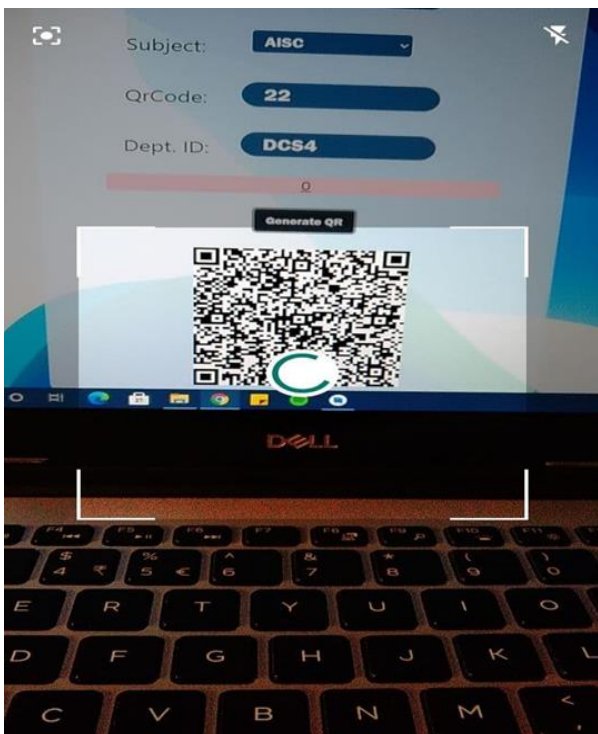 Subject: AISC
QrCode: 22
Dept. ID: DCS4
0
Generate QR
DELL
F4 F5 F6 F7 F8 F9 F10 F11
$ 4 ₹ % 5 € ^ 6 & 7 * 8 ( 9 ) 0
E R T Y U I O
D F G H J K L
C V B N M < ,